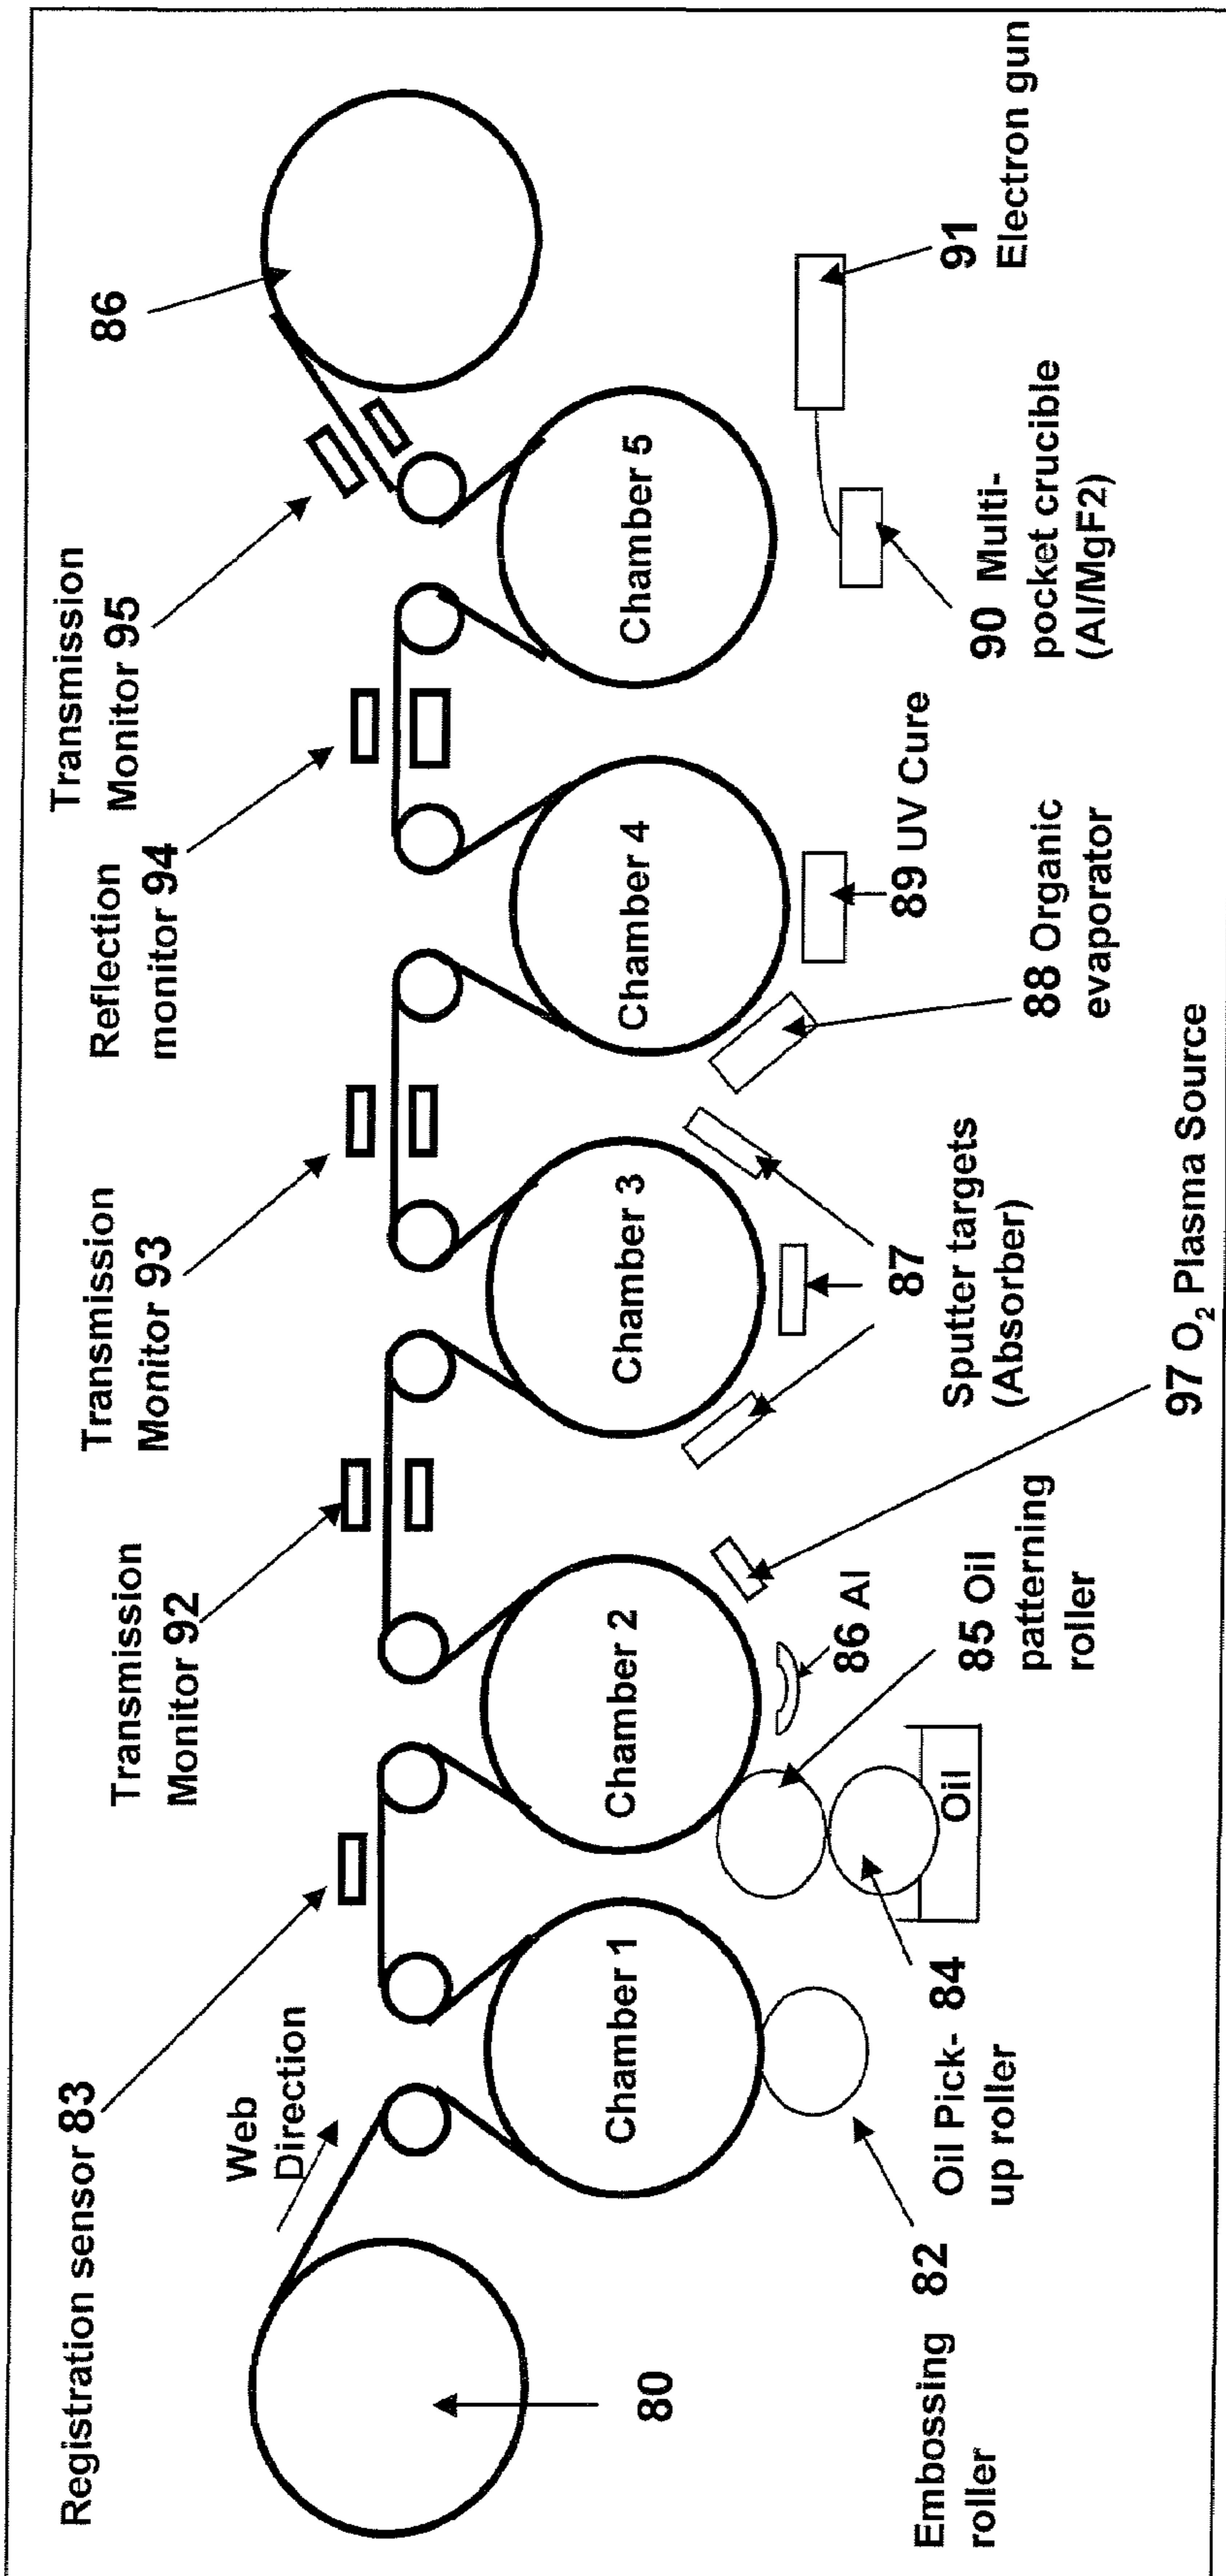 Registration sensor 83
Web
Direction
Transmission
Monitor 92
Transmission
Monitor 93
Reflection
monitor 94
Transmission
Monitor 95
86
80
Chamber 1
Chamber 2
Chamber 3
Chamber 4
Chamber 5
Embossing 82
roller
Oil Pick- 84
up roller
Oil
85 Oil
patterning
roller
86 Al
97 O₂ Plasma Source
87
Sputter targets
(Absorber)
88 Organic
evaporator
89 UV Cure
90 Multi-
pocket crucible
(Al/MgF2)
91
Electron gun